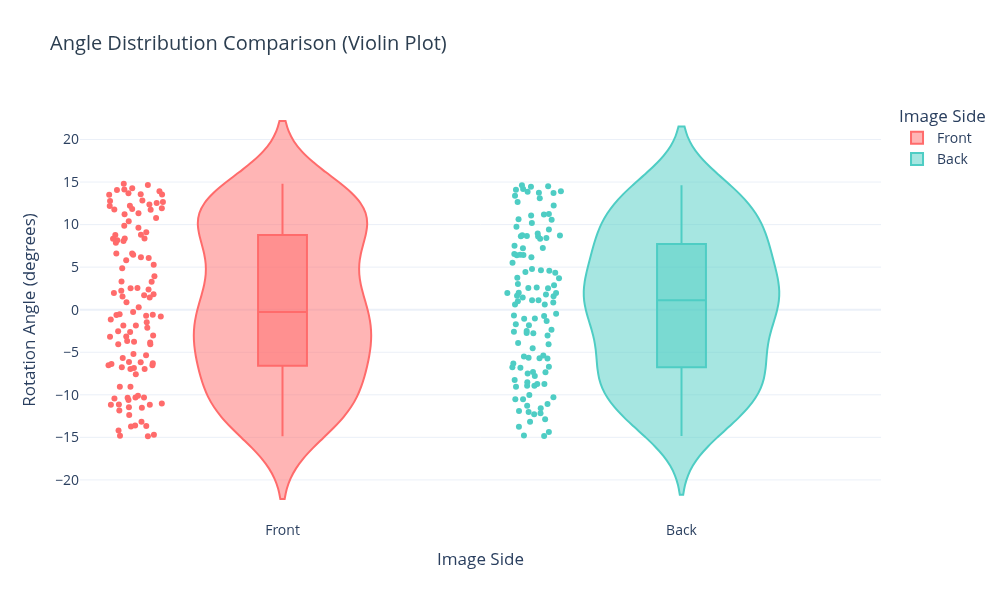 Angle Distribution Comparison (Violin Plot)
Image Side
Front
Back
Rotation Angle (degrees)
20
15
10
5
0
−5
−10
−15
−20
Front
Back
Image Side